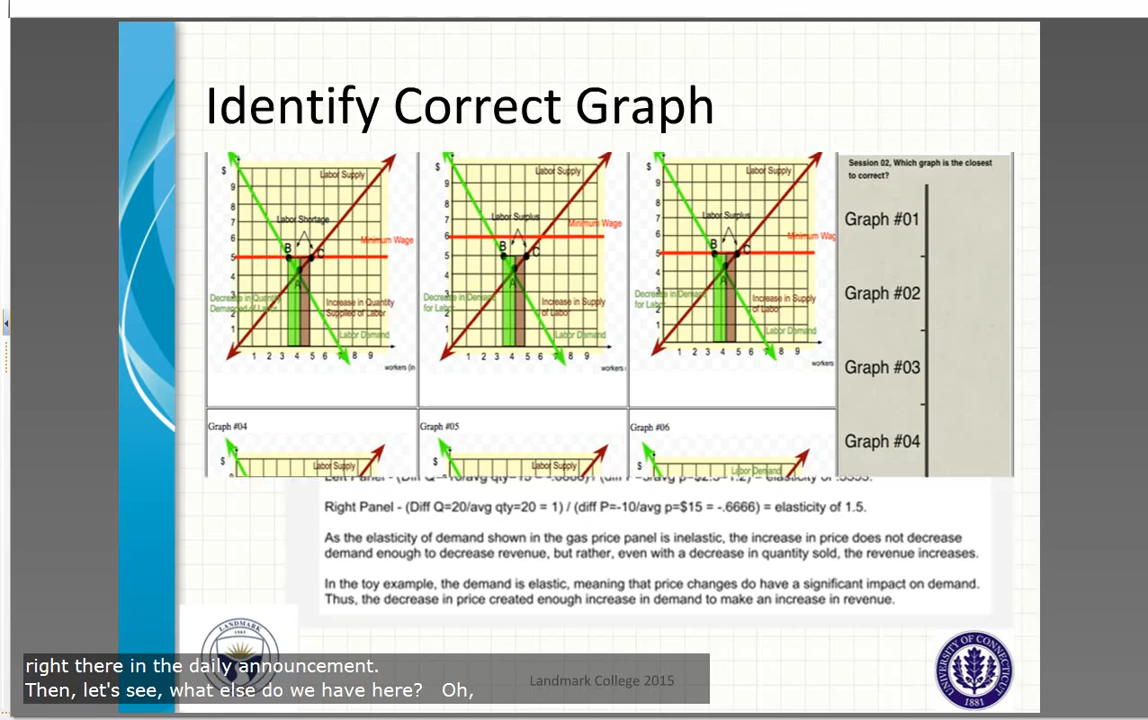 Identify Correct Graph
$
9
8
7
6
5
4
3
1
Labor Supply
Labor Shortage
Minimum Wage
B
C
A
Decrease in Quantity
Demanded of Labor
Increase in Quantity
Supplied of Labor
Labor Demand
1 2 3 4 5 6 7 8 9
workers (in
$
9
8
7
6
5
4
3
2
1
Labor Supply
Labor Surplus
Minimum Wage
B
C
A
Decrease in Demand
for Labor
Increase in Supply
of Labor
Labor Demand
1 2 3 4 5 6 7 8 9
workers
$
9
8
7
6
5
4
3
2
1
Labor Supply
Labor Surplus
Minimum Wag
B
C
A
Decrease in Demand
for Labor
Increase in Supply
of Labor
Labor Demand
1 2 3 4 5 6 7 8 9
workers
Session 02, Which graph is the closest
to correct?
Graph #01
Graph #02
Graph #03
Graph #04
Graph #04
$
Labor Supply
Graph #05
$
Labor Supply
Graph #06
$
Labor Demand
Right Panel - (Diff Q=20/avg qty=20 = 1) / (diff P=-10/avg p=$15 = -.6666) = elasticity of 1.5.
As the elasticity of demand shown in the gas price panel is inelastic, the increase in price does not decrease
demand enough to decrease revenue, but rather, even with a decrease in quantity sold, the revenue increases.
In the toy example, the demand is elastic, meaning that price changes do have a significant impact on demand.
Thus, the decrease in price created enough increase in demand to make an increase in revenue.
LANDMARK
1985
right there in the daily announcement.
Then, let's see, what else do we have here? Oh,
Landmark College 2015
UNIVERSITY OF CONNECTICUT
1881